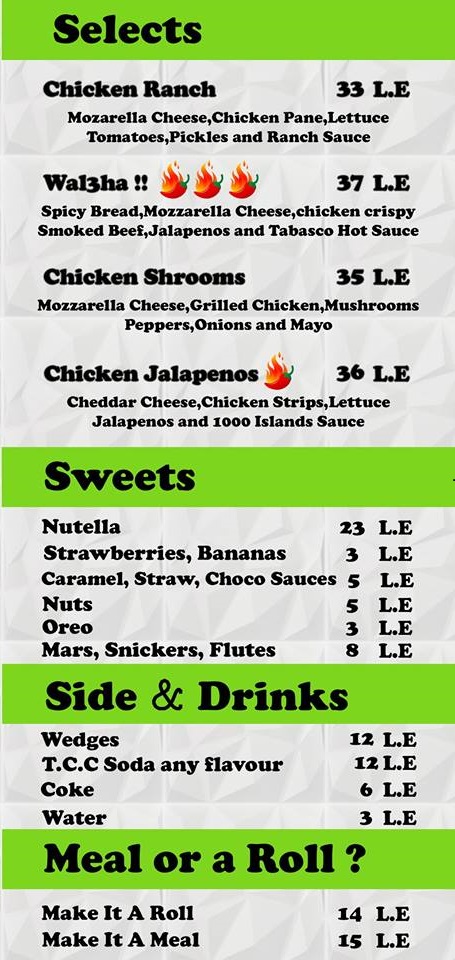 Selects
Chicken Ranch 33 L.E
Mozarella Cheese,Chicken Pane,Lettuce
Tomatoes,Pickles and Ranch Sauce
Wal3ha !! 37 L.E
Spicy Bread,Mozzarella Cheese,chicken crispy
Smoked Beef,Jalapenos and Tabasco Hot Sauce
Chicken Shrooms 35 L.E
Mozzarella Cheese,Grilled Chicken,Mushrooms
Peppers,Onions and Mayo
Chicken Jalapenos 36 L.E
Cheddar Cheese,Chicken Strips,Lettuce
Jalapenos and 1000 Islands Sauce
Sweets
Nutella 23 L.E
Strawberries, Bananas 3 L.E
Caramel, Straw, Choco Sauces 5 L.E
Nuts 5 L.E
Oreo 3 L.E
Mars, Snickers, Flutes 8 L.E
Side & Drinks
Wedges 12 L.E
T.C.C Soda any flavour 12 L.E
Coke 6 L.E
Water 3 L.E
Meal or a Roll ?
Make It A Roll 14 L.E
Make It A Meal 15 L.E